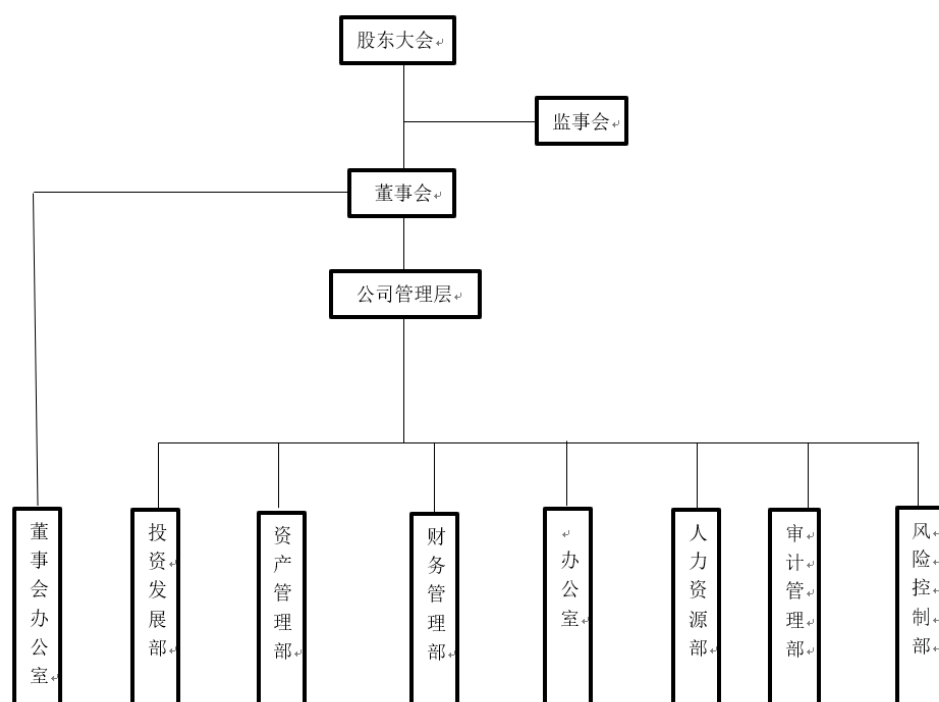 股东大会
监事会
董事会
公司管理层
董事会办公室
投资发展部
资产管理部
财务管理部
办公室
人力资源部
审计管理部
风险控制部